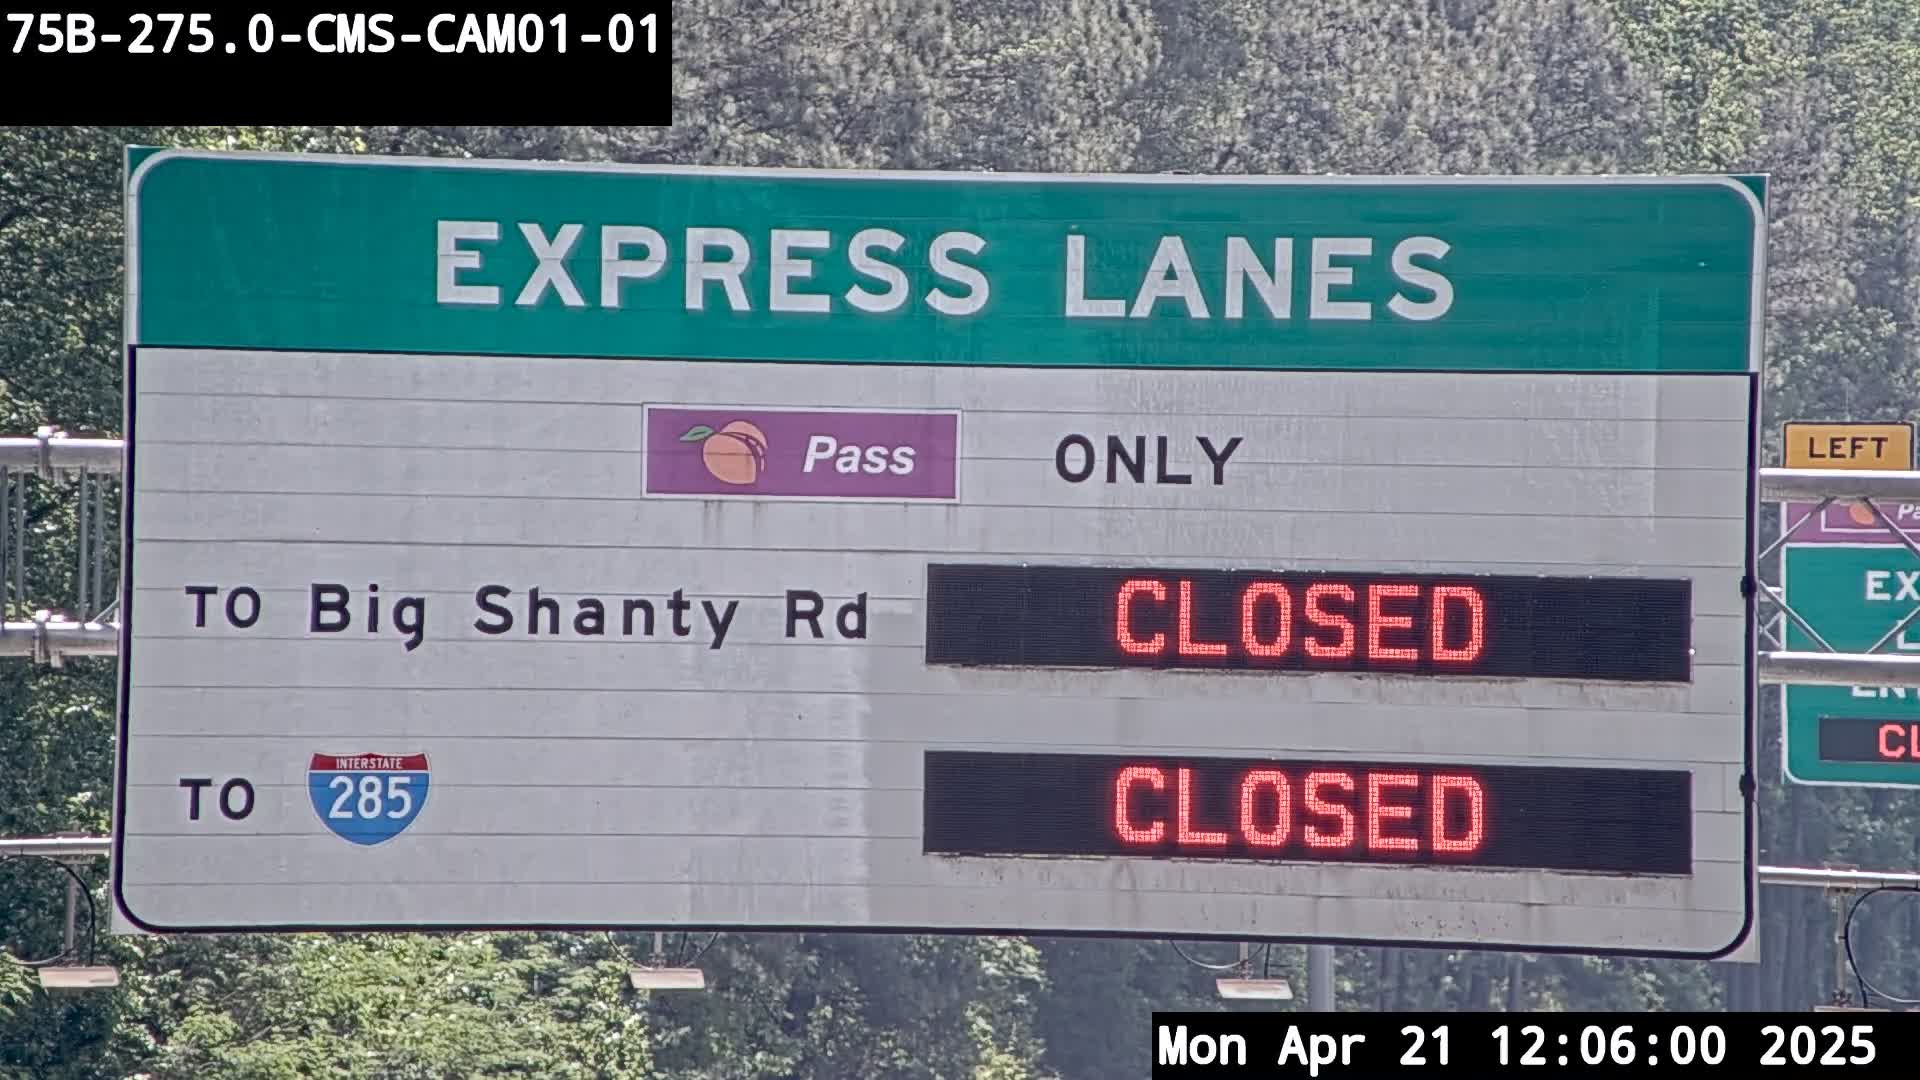 75B-275.0-CMS-CAM01-01
EXPRESS LANES
Pass ONLY
TO Big Shanty Rd CLOSED
TO INTERSTATE 285 CLOSED
LEFT
Mon Apr 21 12:06:00 2025